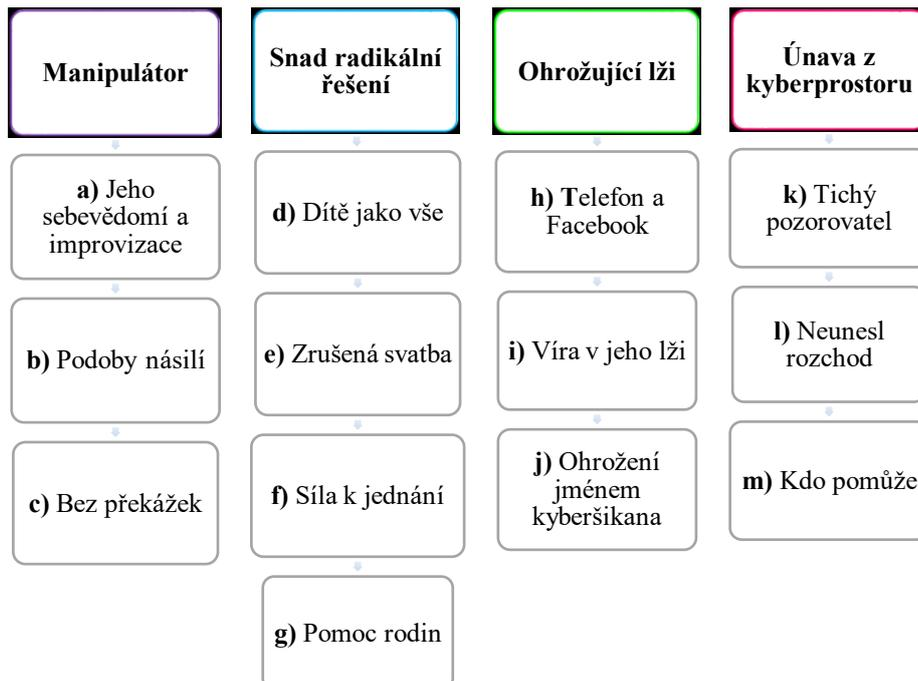 Manipulátor
a) Jeho
sebevědomí a
improvizace
b) Podoby násilí
c) Bez překážek
Snad radikální
řešení
d) Dítě jako vše
e) Zrušená svatba
f) Síla k jednání
g) Pomoc rodin
Ohrožující lži
h) Telefon a
Facebook
i) Víra v jeho lži
j) Ohrožení
jménem
kyberšikana
Únava z
kyberprostoru
k) Tichý
pozorovatel
l) Neunesl
rozchod
m) Kdo pomůže